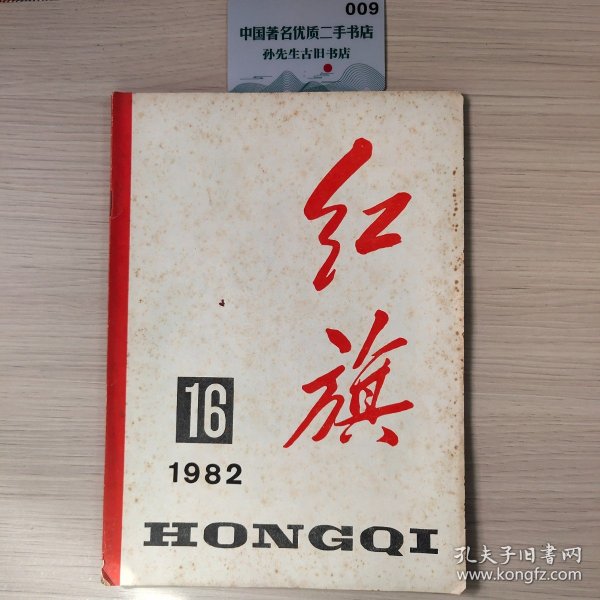 009
中国著名优质二手书店
孙先生古旧书店
红旗
16
1982
HONGQI
孔夫子旧書网
www.kongfz.com